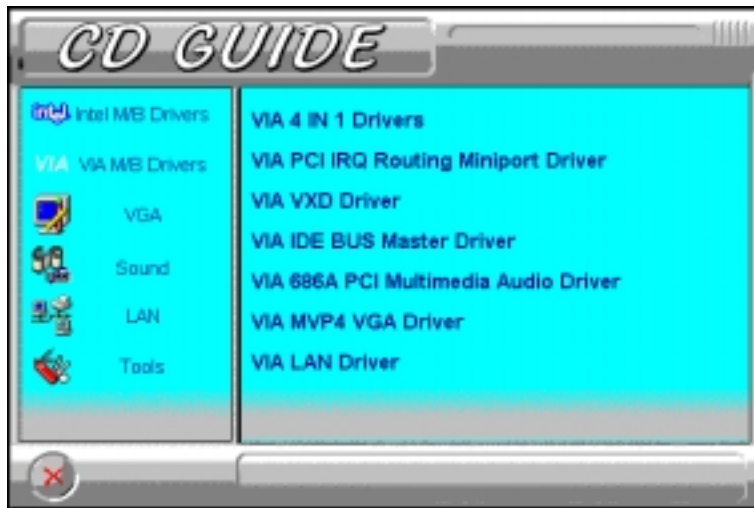 CD GUIDE
intel Intel M/B Drivers
VIA VIA M/B Drivers
VGA
Sound
LAN
Tools
VIA 4 IN 1 Drivers
VIA PCI IRQ Routing Miniport Driver
VIA VXD Driver
VIA IDE BUS Master Driver
VIA 686A PCI Multimedia Audio Driver
VIA MVP4 VGA Driver
VIA LAN Driver